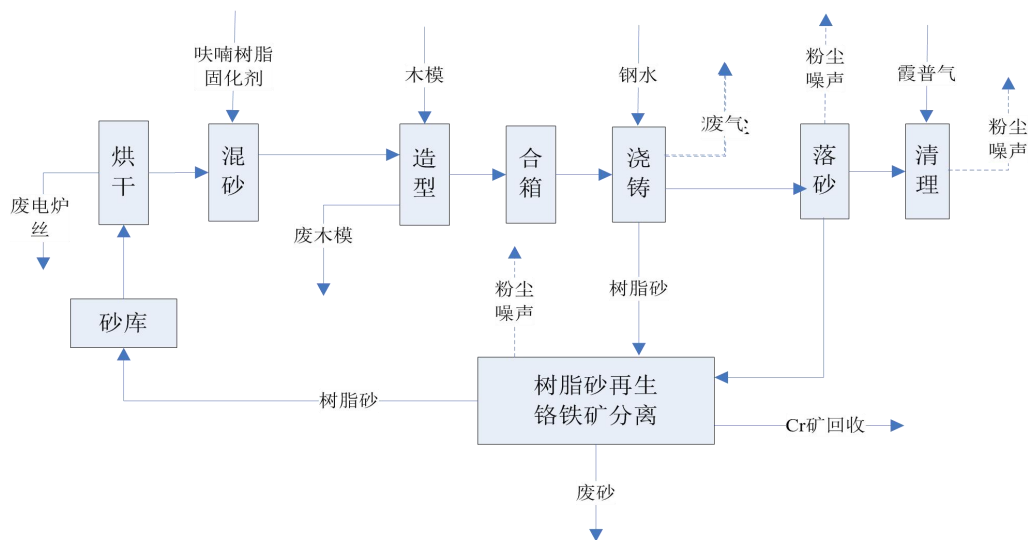 呋喃树脂
固化剂
木模
钢水
粉尘
噪声
霞普气
粉尘
噪声
废气
烘干
混砂
造型
合箱
浇铸
落砂
清理
废电炉
丝
废木模
粉尘
噪声
树脂砂
砂库
树脂砂
树脂砂再生
铬铁矿分离
Cr矿回收
废砂